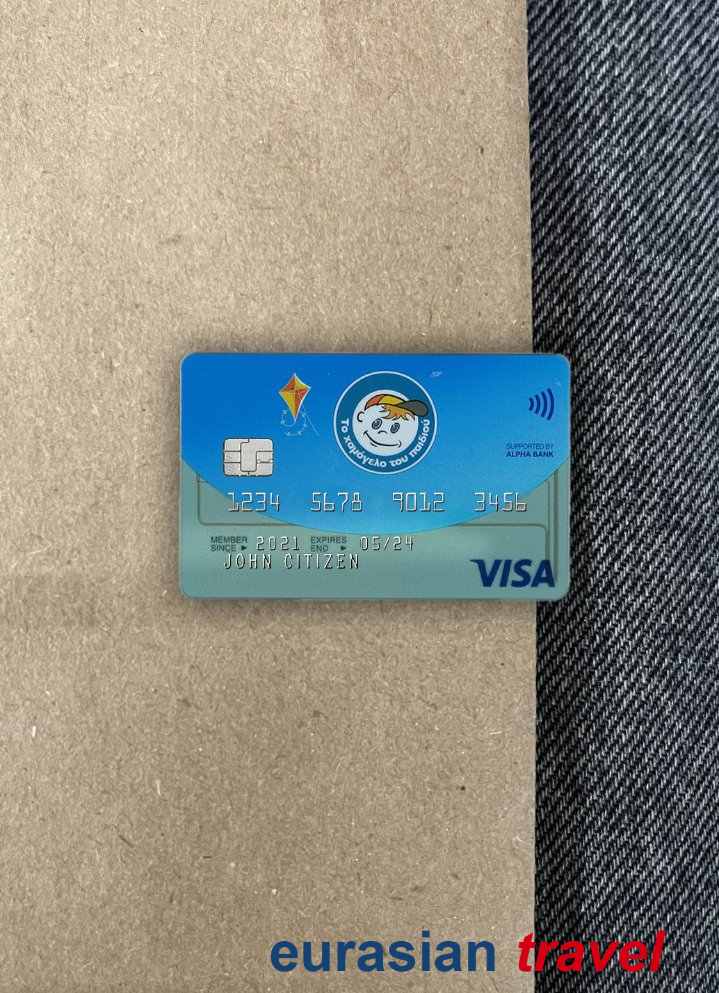 Το χαμόγελο του παιδιού
SUPPORTED BY
ALPHA BANK
1234 5678 9012 3456
MEMBER SINCE 2021 EXPIRES END 05/24
JOHN CITIZEN
VISA
eurasian travel